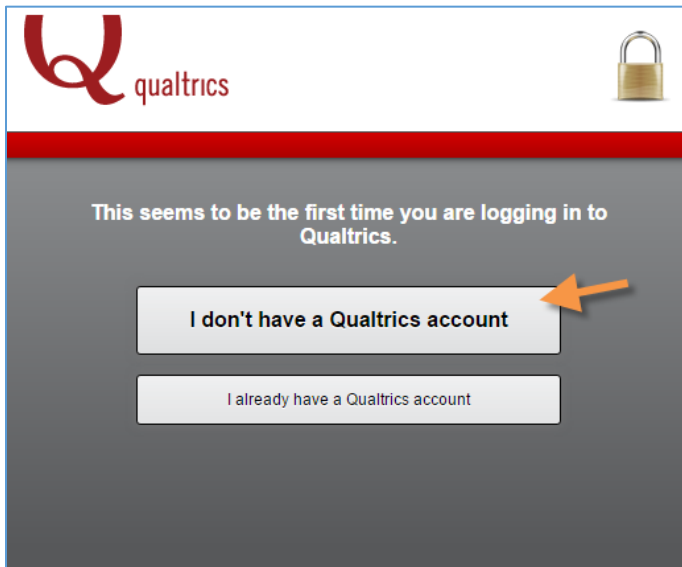 qualtrics
This seems to be the first time you are logging in to
Qualtrics.
I don't have a Qualtrics account
I already have a Qualtrics account